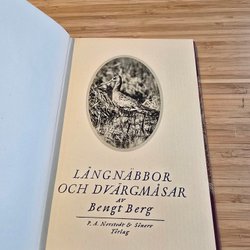 LÅNGNÄBBOR
OCH DVÄRGMÅSAR
AV
Bengt Berg
P. A. Norstedt & Söners
Förlag